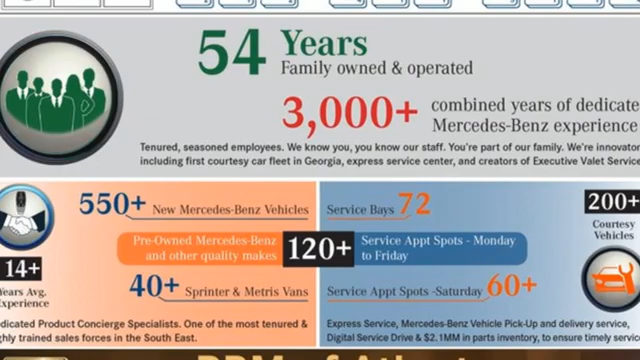 54 Years
Family owned & operated
3,000+ combined years of dedicate
Mercedes-Benz experience
Tenured, seasoned employees. We know you, you know our staff. You're part of our family. We're innovator
including first courtesy car fleet in Georgia, express service center, and creators of Executive Valet Service
550+ New Mercedes-Benz Vehicles
Pre-Owned Mercedes-Benz
and other quality makes
120+
40+ Sprinter & Metris Vans
14+
Years Avg.
Experience
edicated Product Concierge Specialists. One of the most tenured &
ghly trained sales forces in the South East.
Service Bays 72
Service Appt Spots - Monday
to Friday
Service Appt Spots -Saturday 60+
200+
Courtesy
Vehicles
Express Service, Mercedes-Benz Vehicle Pick-Up and delivery service,
Digital Service Drive & $2.1MM in parts inventory, to ensure timely servic